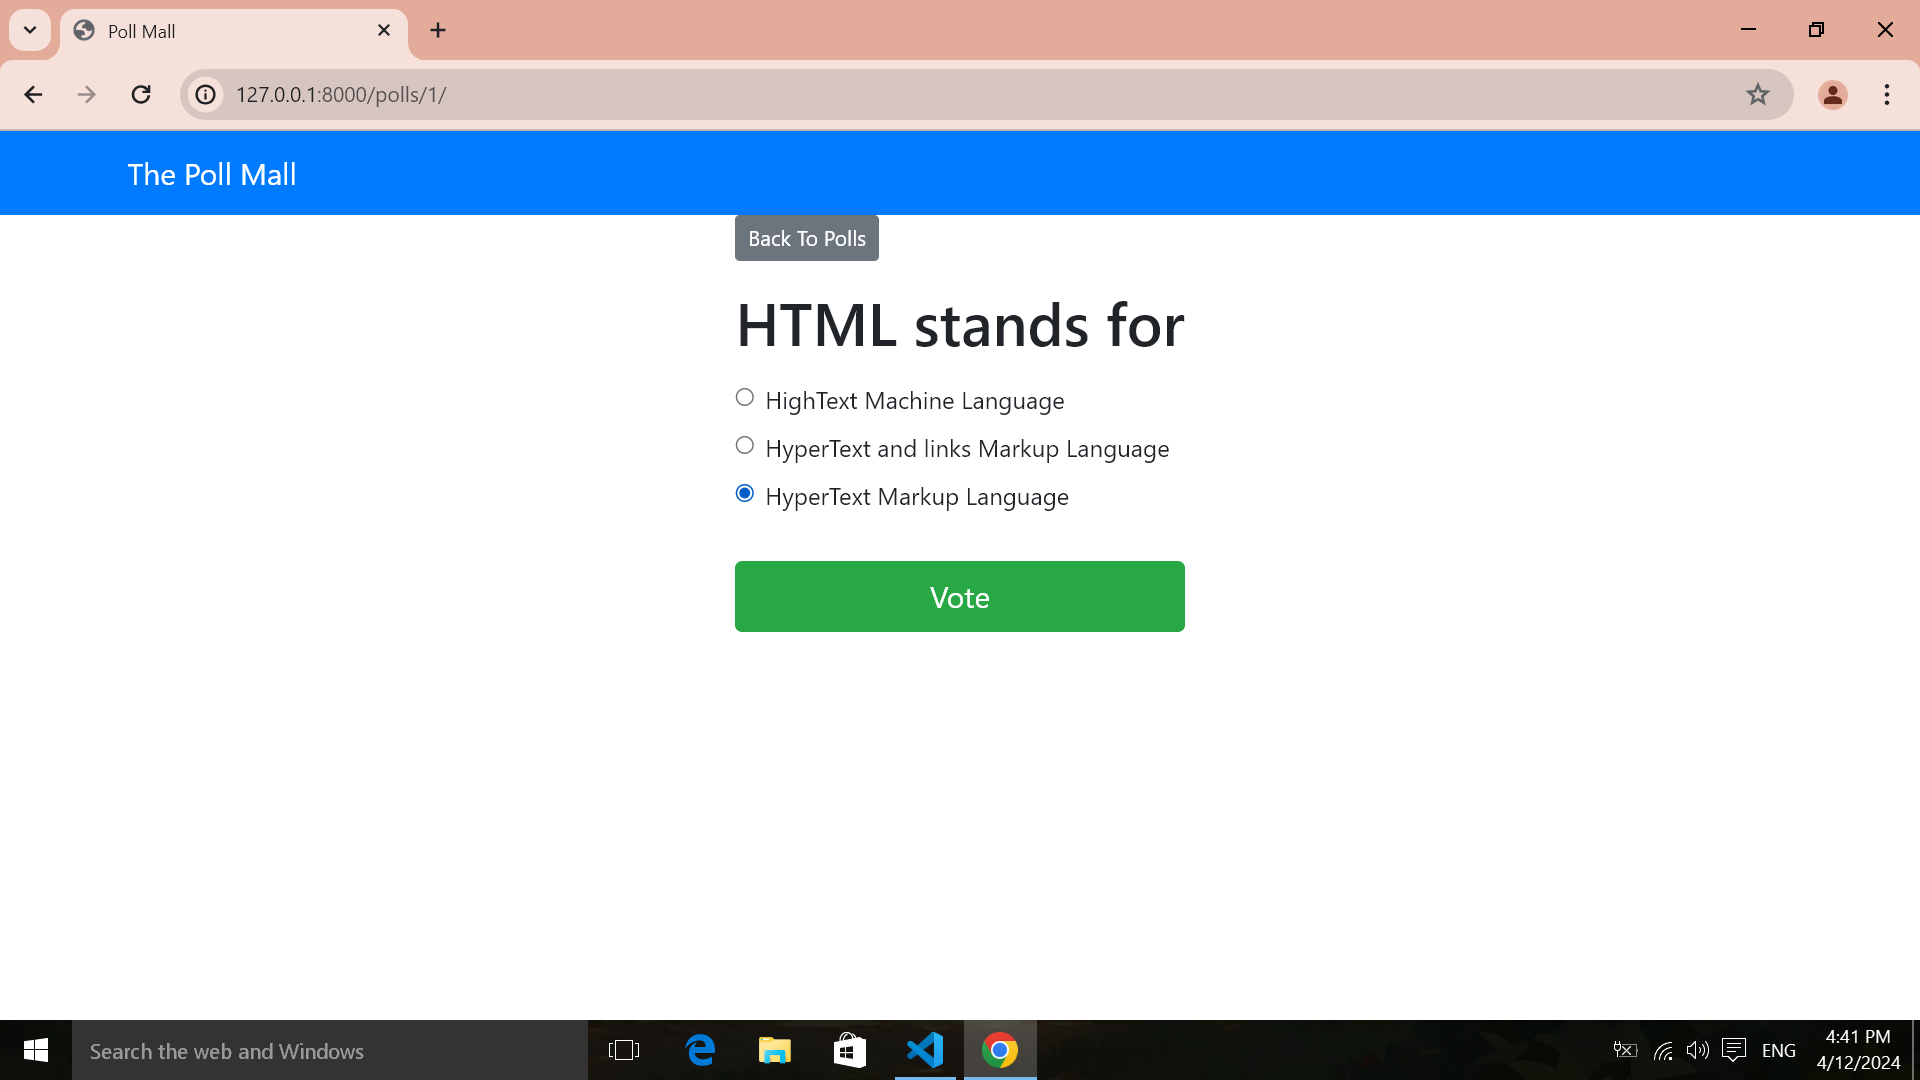 Poll Mall
127.0.0.1:8000/polls/1/
The Poll Mall
Back To Polls
HTML stands for
HighText Machine Language
HyperText and links Markup Language
HyperText Markup Language
Vote
Search the web and Windows
ENG
4:41 PM
4/12/2024